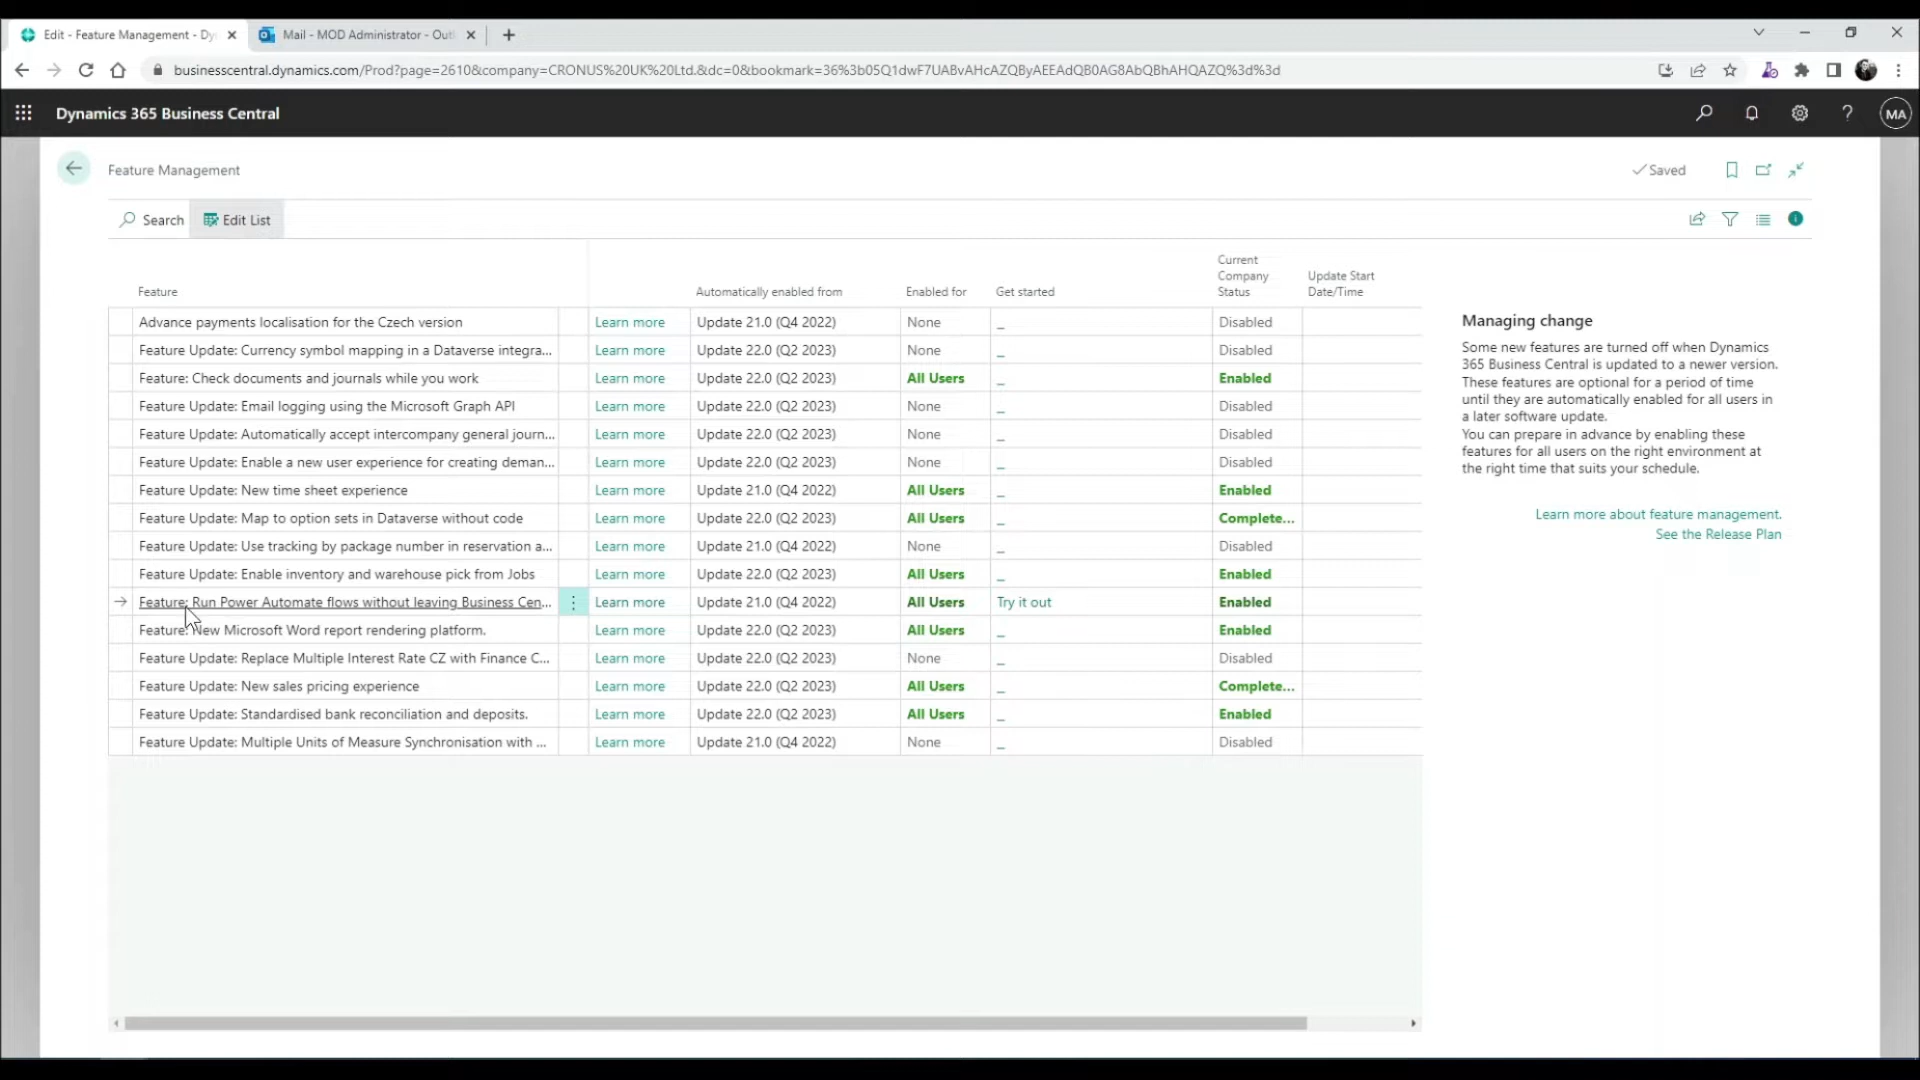 Edit - Feature Management - Dy
Mail - MOD Administrator - Outl
businesscentral.dynamics.com/Prod?page=2610&company=CRONUS%20UK%20Ltd.&dc=0&bookmark=36%3b05Q1dwF7UABvAHcAZQByAEEAdQB0AG8AbQBhAHQAZQ%3d%3d
Dynamics 365 Business Central
MA
Feature Management
Saved
Search
Edit List
Feature Automatically enabled from Enabled for Get started Current Company Status Update Start Date/Time
Advance payments localisation for the Czech version Learn more Update 21.0 (Q4 2022) None _ Disabled
Feature Update: Currency symbol mapping in a Dataverse integra... Learn more Update 22.0 (Q2 2023) None _ Disabled
Feature: Check documents and journals while you work Learn more Update 22.0 (Q2 2023) All Users _ Enabled
Feature Update: Email logging using the Microsoft Graph API Learn more Update 22.0 (Q2 2023) None _ Disabled
Feature Update: Automatically accept intercompany general journ... Learn more Update 22.0 (Q2 2023) None _ Disabled
Feature Update: Enable a new user experience for creating deman... Learn more Update 22.0 (Q2 2023) None _ Disabled
Feature Update: New time sheet experience Learn more Update 21.0 (Q4 2022) All Users _ Enabled
Feature Update: Map to option sets in Dataverse without code Learn more Update 22.0 (Q2 2023) All Users _ Complete...
Feature Update: Use tracking by package number in reservation a... Learn more Update 21.0 (Q4 2022) None _ Disabled
Feature Update: Enable inventory and warehouse pick from Jobs Learn more Update 22.0 (Q2 2023) All Users _ Enabled
Feature: Run Power Automate flows without leaving Business Cen... Learn more Update 21.0 (Q4 2022) All Users Try it out Enabled
Feature: New Microsoft Word report rendering platform. Learn more Update 22.0 (Q2 2023) All Users _ Enabled
Feature Update: Replace Multiple Interest Rate CZ with Finance C... Learn more Update 22.0 (Q2 2023) None _ Disabled
Feature Update: New sales pricing experience Learn more Update 22.0 (Q2 2023) All Users _ Complete...
Feature Update: Standardised bank reconciliation and deposits. Learn more Update 22.0 (Q2 2023) All Users _ Enabled
Feature Update: Multiple Units of Measure Synchronisation with ... Learn more Update 21.0 (Q4 2022) None _ Disabled
Managing change
Some new features are turned off when Dynamics
365 Business Central is updated to a newer version.
These features are optional for a period of time
until they are automatically enabled for all users in
a later software update.
You can prepare in advance by enabling these
features for all users on the right environment at
the right time that suits your schedule.
Learn more about feature management.
See the Release Plan